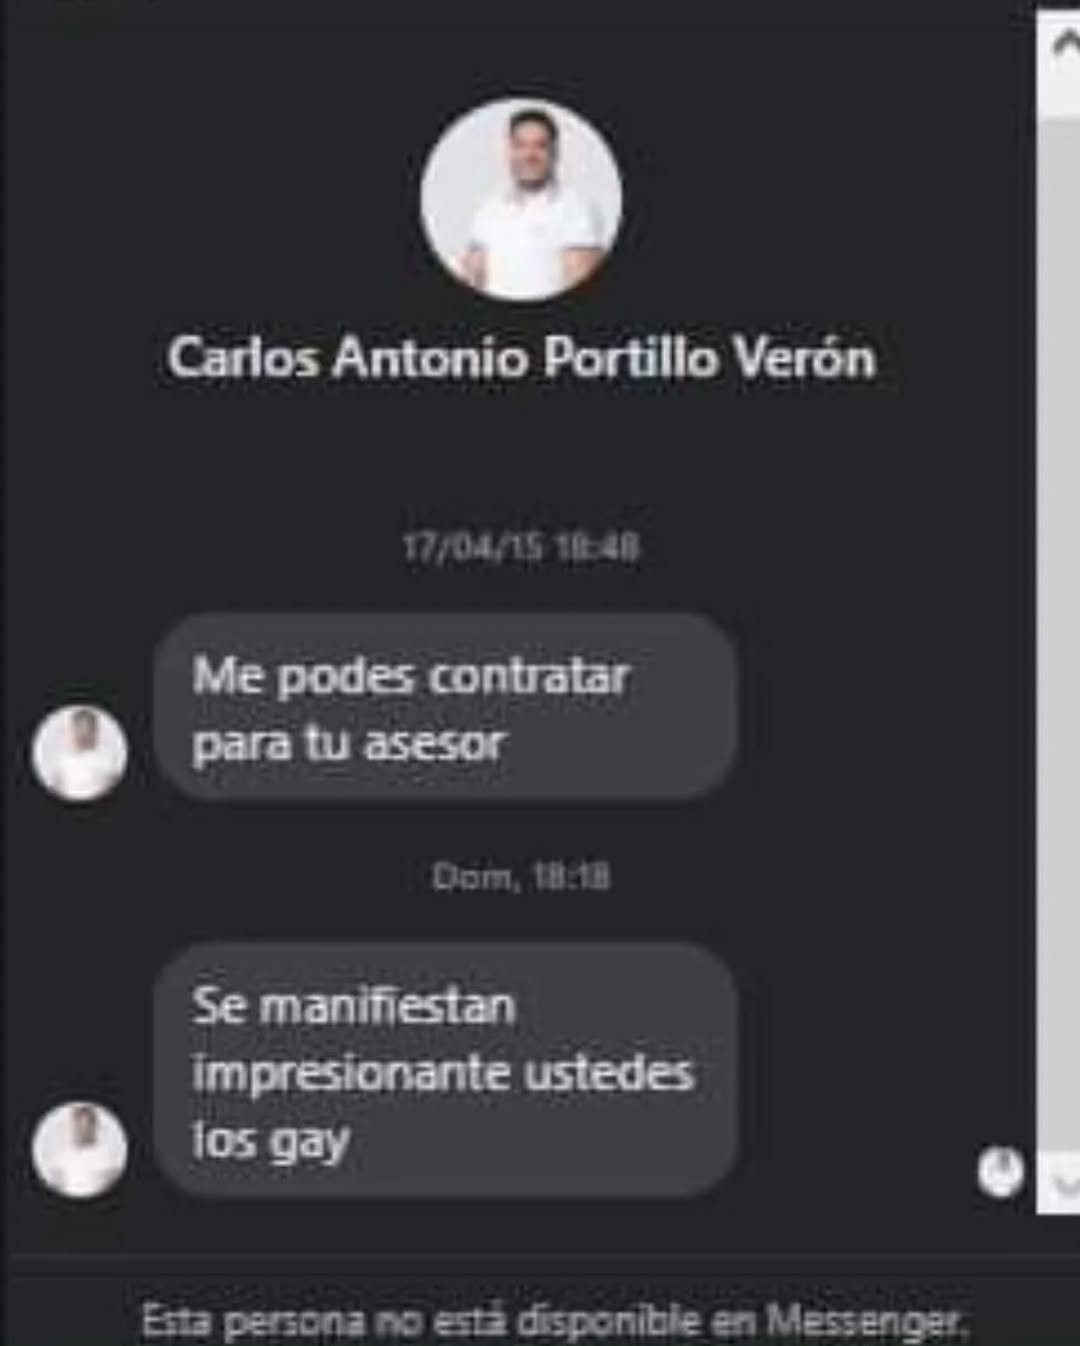 Carlos Antonio Portillo Verón
17/04/15 18:48
Me podes contratar
para tu asesor
Dom, 18:18
Se manifiestan
impresionante ustedes
los gay
Esta persona no está disponible en Messenger.